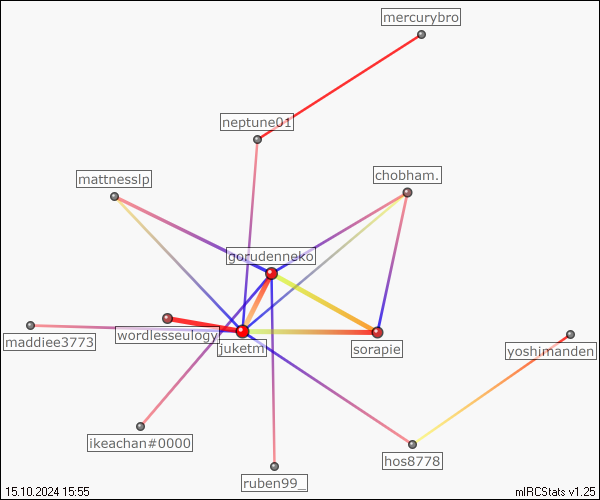 mercurybro
neptune01
chobham.
mattnesslp
gorudenneko
wordlesseulogy
maddiee3773
juketm
sorapie
yoshimanden
ikeachan#0000
hos8778
ruben99_
15.10.2024 15:55
mIRCStats v1.25